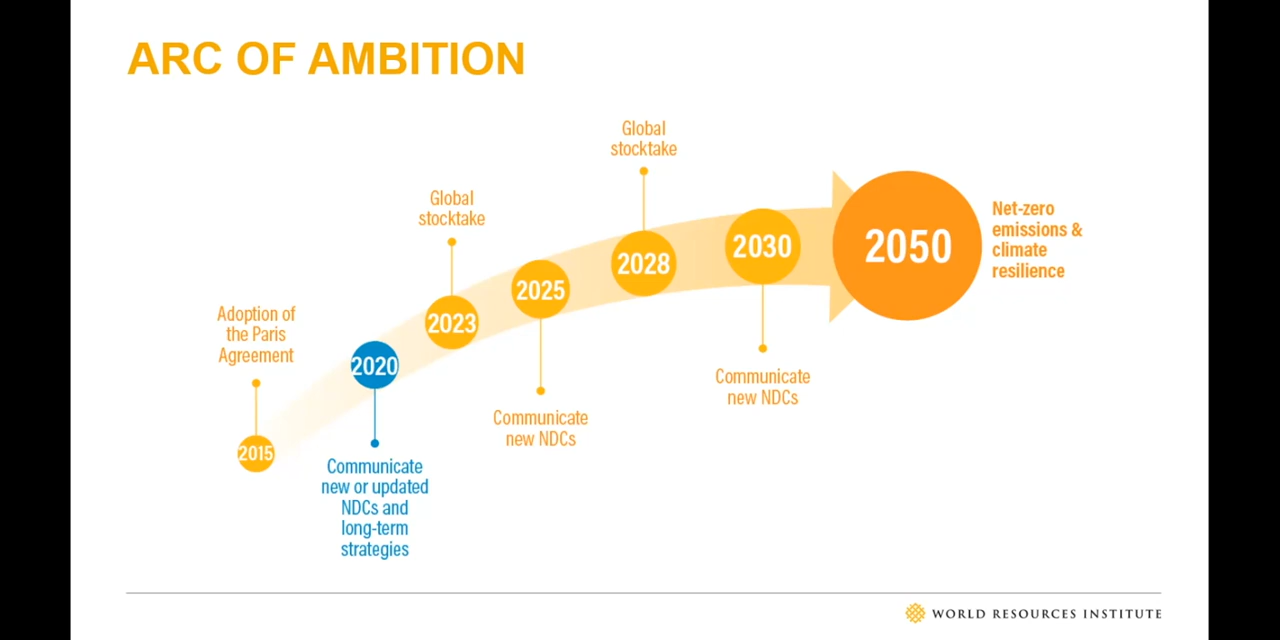 ARC OF AMBITION
Global
stocktake
Global
stocktake
Adoption of
the Paris
Agreement
2015
2020
2023
2025
2028
2030
2050
Net-zero
emissions &
climate
resilience
Communicate
new or updated
NDCs and
long-term
strategies
Communicate
new NDCs
Communicate
new NDCs
WORLD RESOURCES INSTITUTE